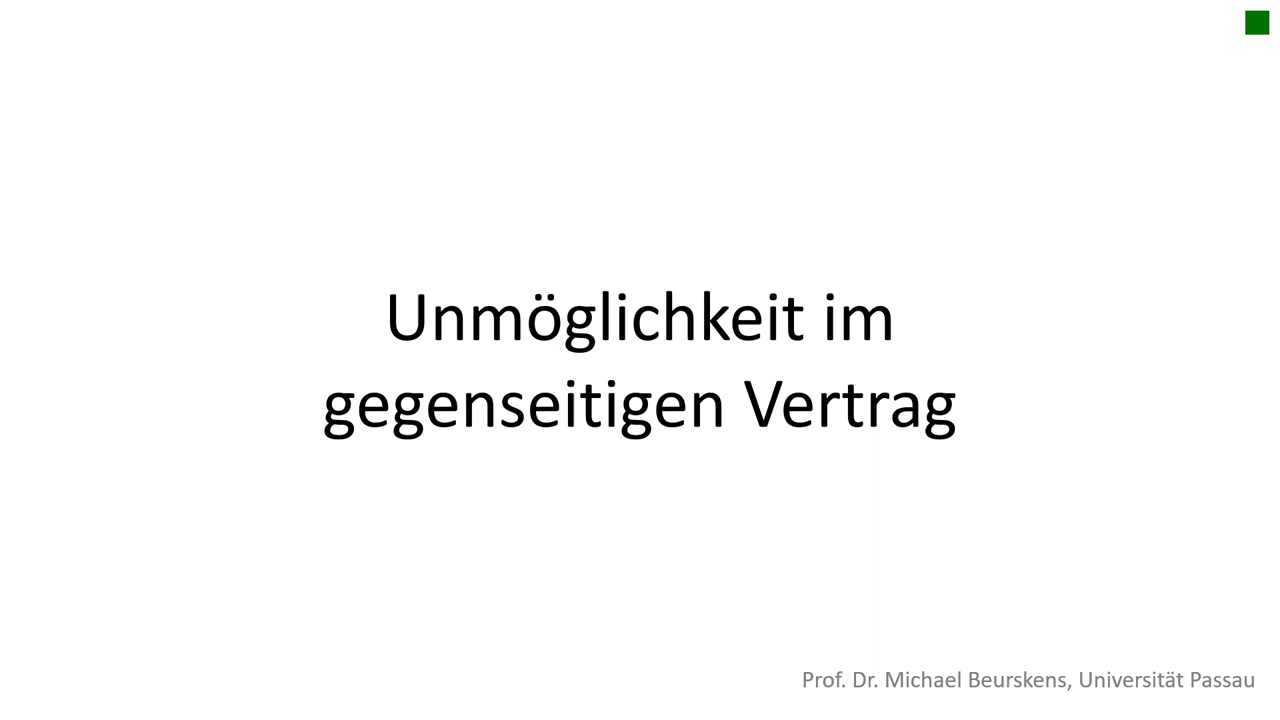 Unmöglichkeit im
gegenseitigen Vertrag
Prof. Dr. Michael Beurskens, Universität Passau